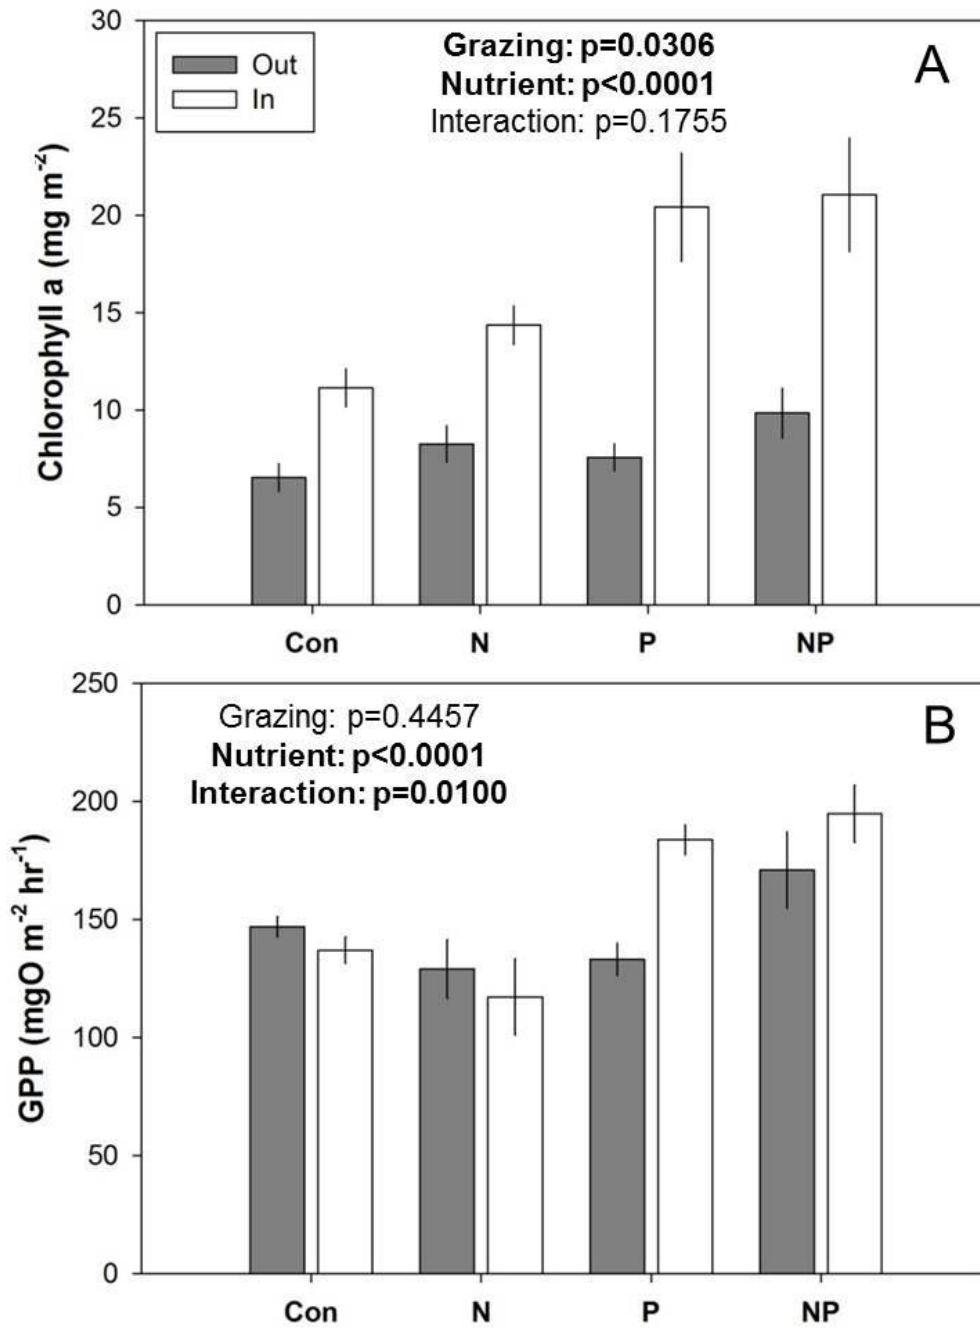 30
Grazing: p=0.0306
A
Out
Nutrient: p<0.0001
In
Interaction: p=0.1755
25
20
15
10
5
0
Chlorophyll a (mg m⁻²)
Con N P NP
250
Grazing: p=0.4457
B
Nutrient: p<0.0001
Interaction: p=0.0100
200
150
100
50
0
GPP (mgO m⁻² hr⁻¹)
Con N P NP